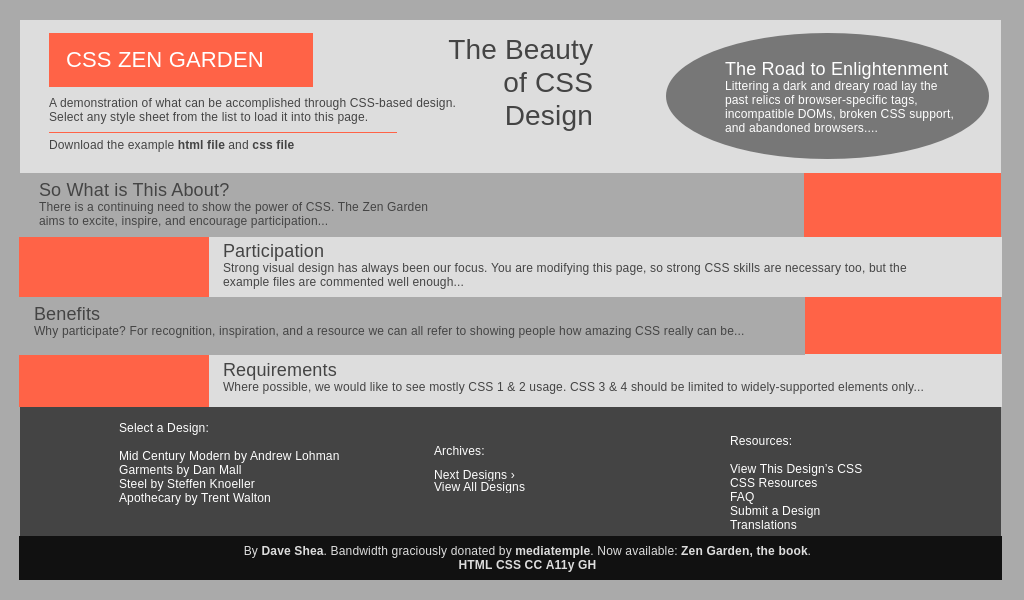 CSS ZEN GARDEN
A demonstration of what can be accomplished through CSS-based design.
Select any style sheet from the list to load it into this page.
Download the example html file and css file
The Beauty
of CSS
Design
The Road to Enlightenment
Littering a dark and dreary road lay the
past relics of browser-specific tags,
incompatible DOMs, broken CSS support,
and abandoned browsers....
So What is This About?
There is a continuing need to show the power of CSS. The Zen Garden
aims to excite, inspire, and encourage participation...
Participation
Strong visual design has always been our focus. You are modifying this page, so strong CSS skills are necessary too, but the
example files are commented well enough...
Benefits
Why participate? For recognition, inspiration, and a resource we can all refer to showing people how amazing CSS really can be...
Requirements
Where possible, we would like to see mostly CSS 1 & 2 usage. CSS 3 & 4 should be limited to widely-supported elements only...
Select a Design:
Mid Century Modern by Andrew Lohman
Garments by Dan Mall
Steel by Steffen Knoeller
Apothecary by Trent Walton
Archives:
Next Designs ›
View All Designs
Resources:
View This Design's CSS
CSS Resources
FAQ
Submit a Design
Translations
By Dave Shea. Bandwidth graciously donated by mediatemple. Now available: Zen Garden, the book.
HTML CSS CC A11y GH